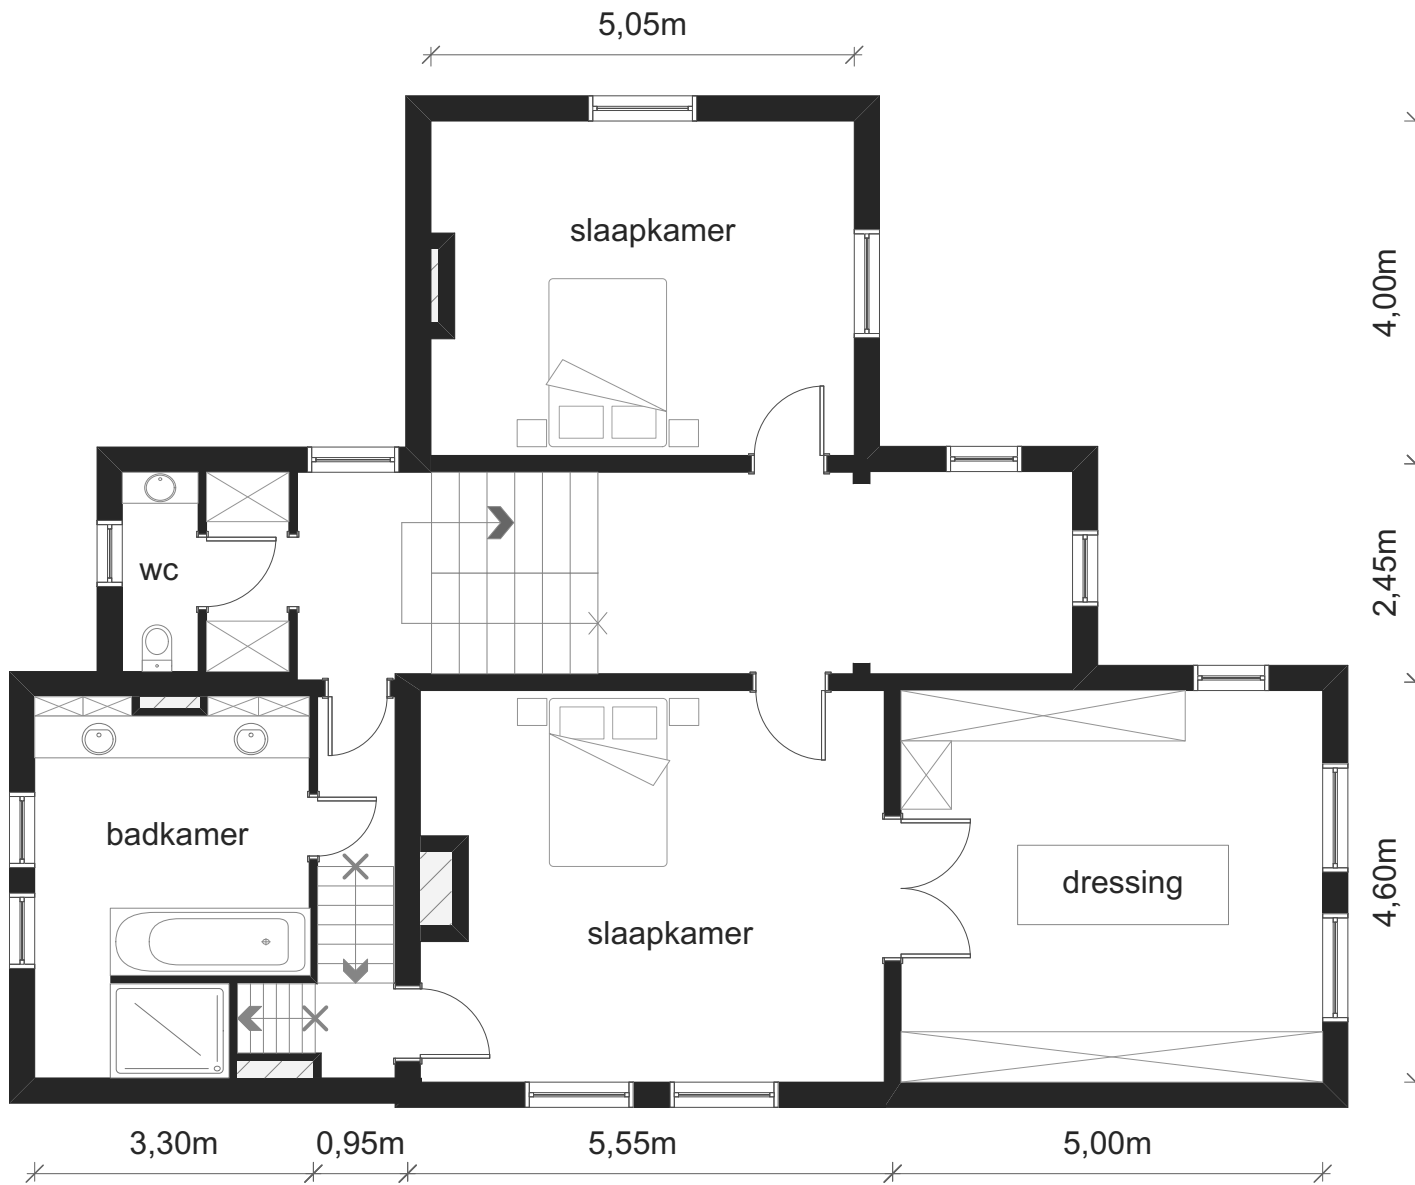 5,05m
slaapkamer
4,00m
wc
2,45m
badkamer
slaapkamer
dressing
4,60m
3,30m
0,95m
5,55m
5,00m